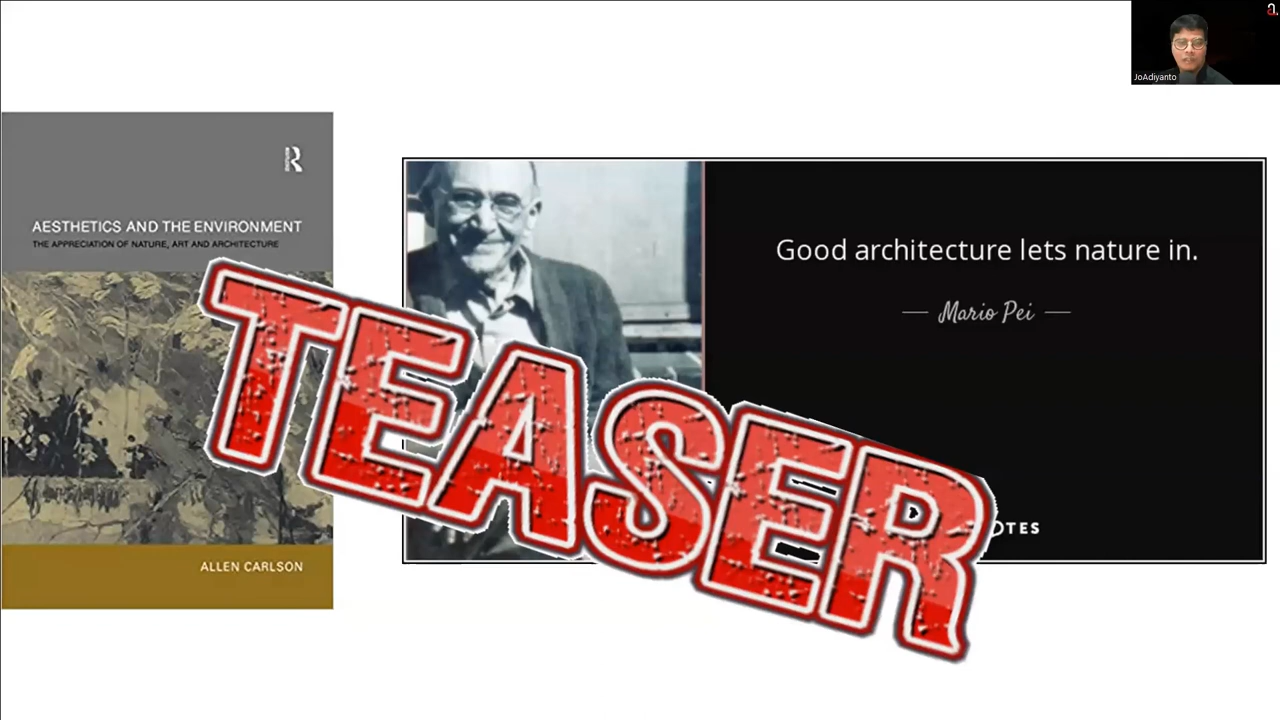 JoAdiyanto
AESTHETICS AND THE ENVIRONMENT
THE APPRECIATION OF NATURE, ART AND ARCHITECTURE
ALLEN CARLSON
Good architecture lets nature in.
— Mario Pei —
OTES
TEASER